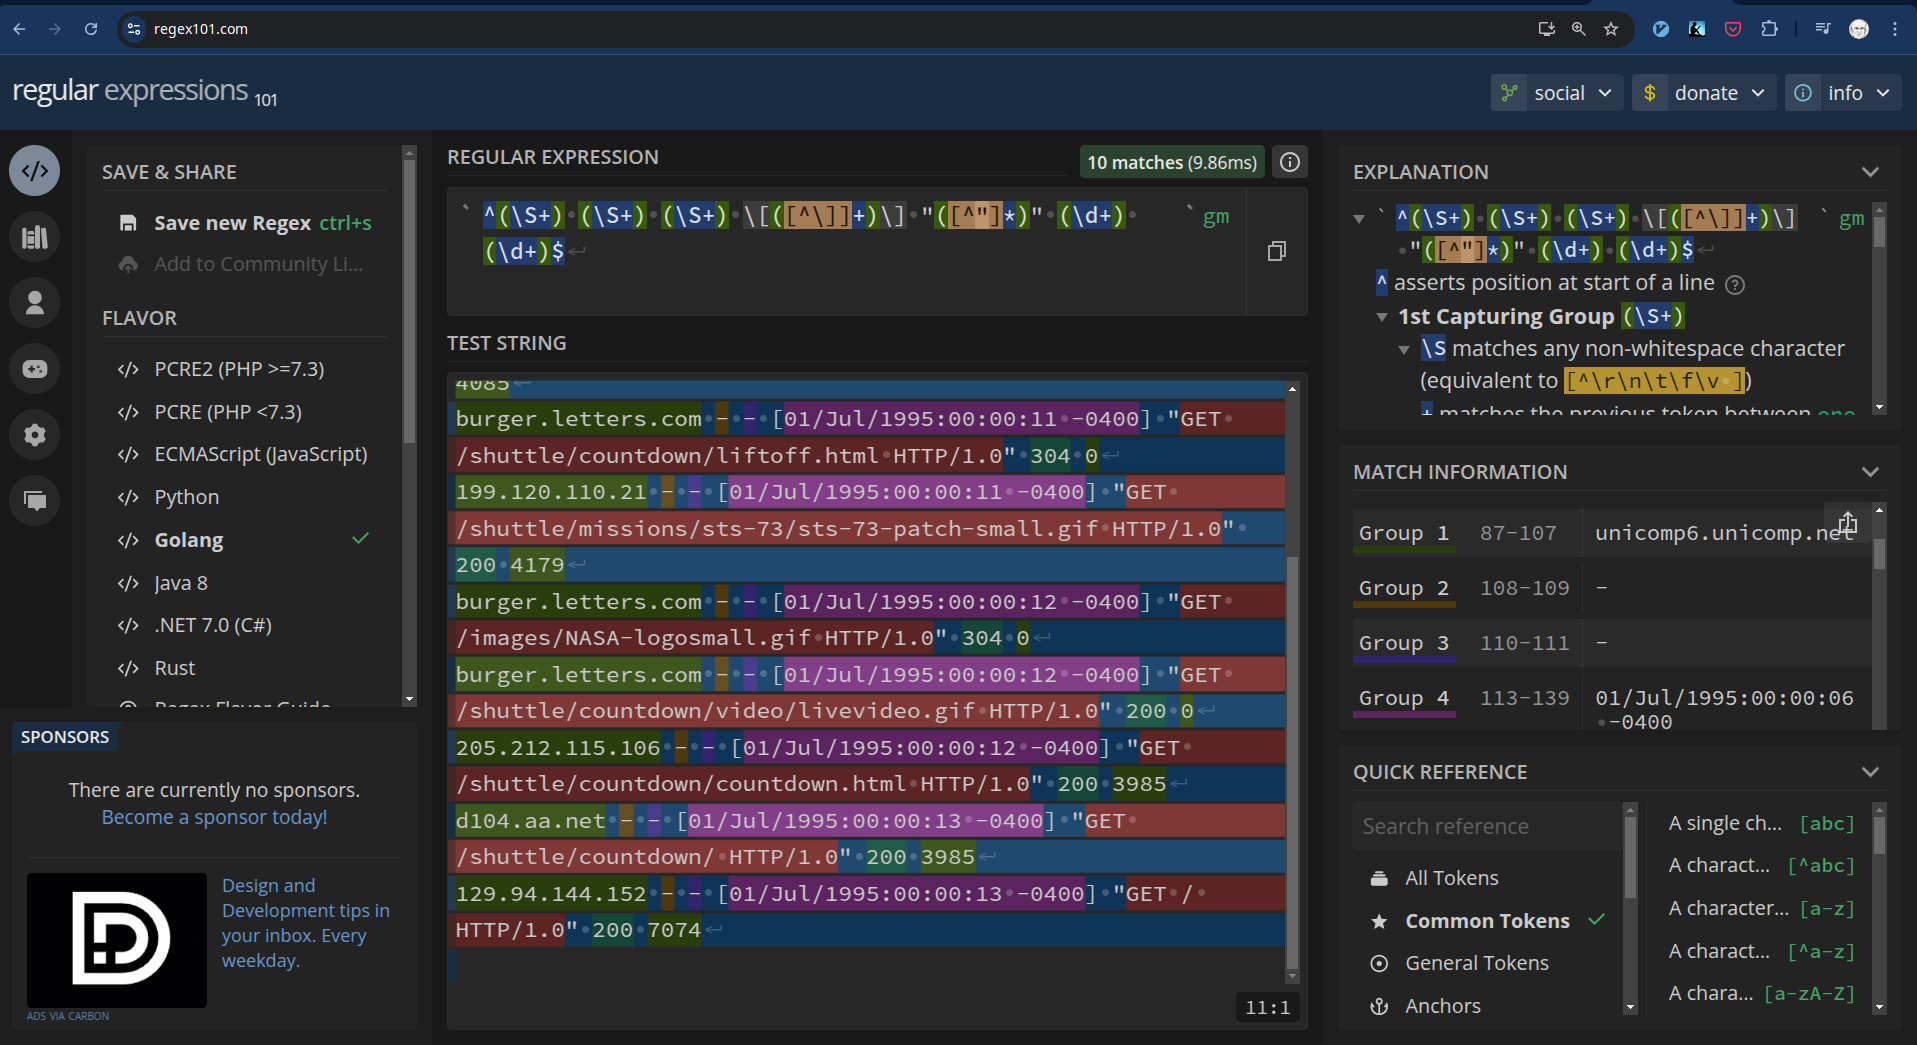 regex101.com
regular expressions 101
social
donate
info
SAVE & SHARE
Save new Regex ctrl+s
Add to Community Li...
FLAVOR
PCRE2 (PHP >=7.3)
PCRE (PHP <7.3)
ECMAScript (JavaScript)
Python
Golang
Java 8
.NET 7.0 (C#)
Rust
Regex Flavor Guide
SPONSORS
There are currently no sponsors.
Become a sponsor today!
Design and
Development tips in
your inbox. Every
weekday.
ADS VIA CARBON
REGULAR EXPRESSION
10 matches (9.86ms)
` ^(\S+) (\S+) (\S+) \[([^\]]+)\] "([^"]*)" (\d+) ` gm
(\d+)$
TEST STRING
4085
burger.letters.com - - [01/Jul/1995:00:00:11 -0400] "GET
/shuttle/countdown/liftoff.html HTTP/1.0" 304 0
199.120.110.21 - - [01/Jul/1995:00:00:11 -0400] "GET
/shuttle/missions/sts-73/sts-73-patch-small.gif HTTP/1.0"
200 4179
burger.letters.com - - [01/Jul/1995:00:00:12 -0400] "GET
/images/NASA-logosmall.gif HTTP/1.0" 304 0
burger.letters.com - - [01/Jul/1995:00:00:12 -0400] "GET
/shuttle/countdown/video/livevideo.gif HTTP/1.0" 200 0
205.212.115.106 - - [01/Jul/1995:00:00:12 -0400] "GET
/shuttle/countdown/countdown.html HTTP/1.0" 200 3985
d104.aa.net - - [01/Jul/1995:00:00:13 -0400] "GET
/shuttle/countdown/ HTTP/1.0" 200 3985
129.94.144.152 - - [01/Jul/1995:00:00:13 -0400] "GET /
HTTP/1.0" 200 7074
11:1
EXPLANATION
` ^(\S+) (\S+) (\S+) \[([^\]]+)\] ` gm
"([^"]*)" (\d+) (\d+)$
^ asserts position at start of a line
1st Capturing Group (\S+)
\S matches any non-whitespace character
(equivalent to [^\r\n\t\f\v ])
+ matches the previous token between one
MATCH INFORMATION
Group 1 87-107 unicomp6.unicomp.net
Group 2 108-109 -
Group 3 110-111 -
Group 4 113-139 01/Jul/1995:00:00:06
-0400
QUICK REFERENCE
Search reference
All Tokens
Common Tokens
General Tokens
Anchors
A single ch... [abc]
A charact... [^abc]
A character... [a-z]
A charact... [^a-z]
A chara... [a-zA-Z]